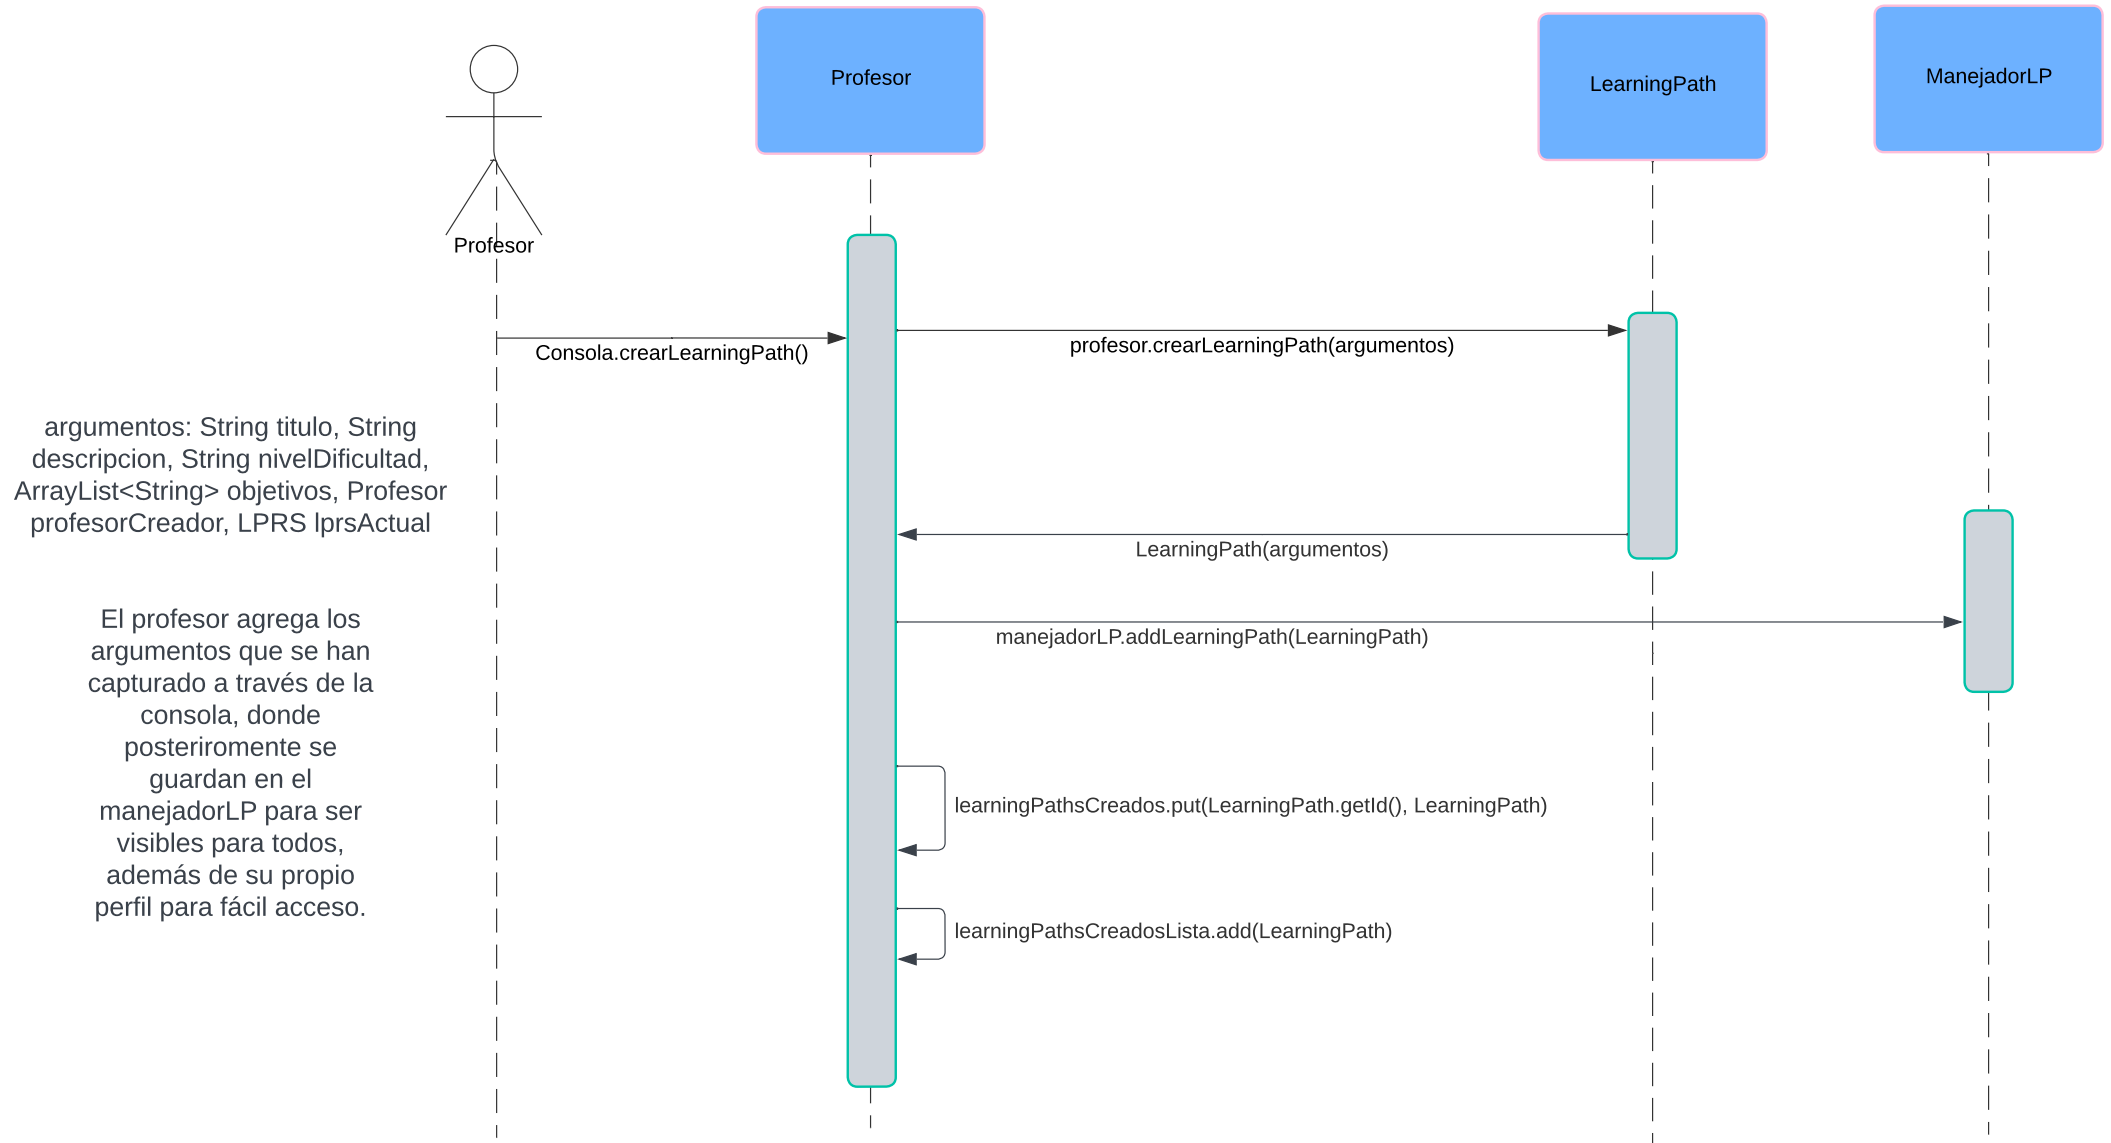 Profesor
LearningPath
ManejadorLP
Profesor
Consola.crearLearningPath()
profesor.crearLearningPath(argumentos)
argumentos: String titulo, String
descripcion, String nivelDificultad,
ArrayList<String> objetivos, Profesor
profesorCreador, LPRS lprsActual
LearningPath(argumentos)
El profesor agrega los
argumentos que se han
capturado a través de la
consola, donde
posteriromente se
guardan en el
manejadorLP para ser
visibles para todos,
además de su propio
perfil para fácil acceso.
manejadorLP.addLearningPath(LearningPath)
learningPathsCreados.put(LearningPath.getId(), LearningPath)
learningPathsCreadosLista.add(LearningPath)